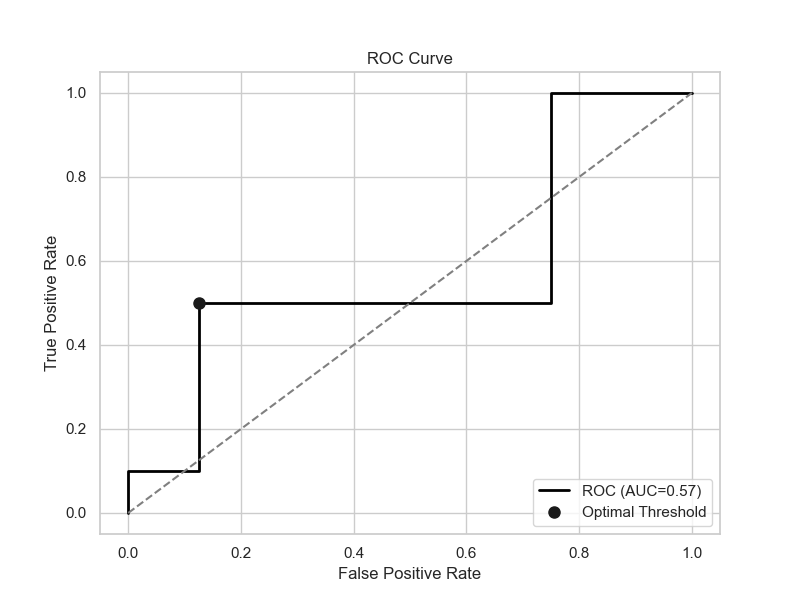 ROC Curve
True Positive Rate
1.0
0.8
0.6
0.4
0.2
0.0
0.0 0.2 0.4 0.6 0.8 1.0
False Positive Rate
ROC (AUC=0.57)
Optimal Threshold